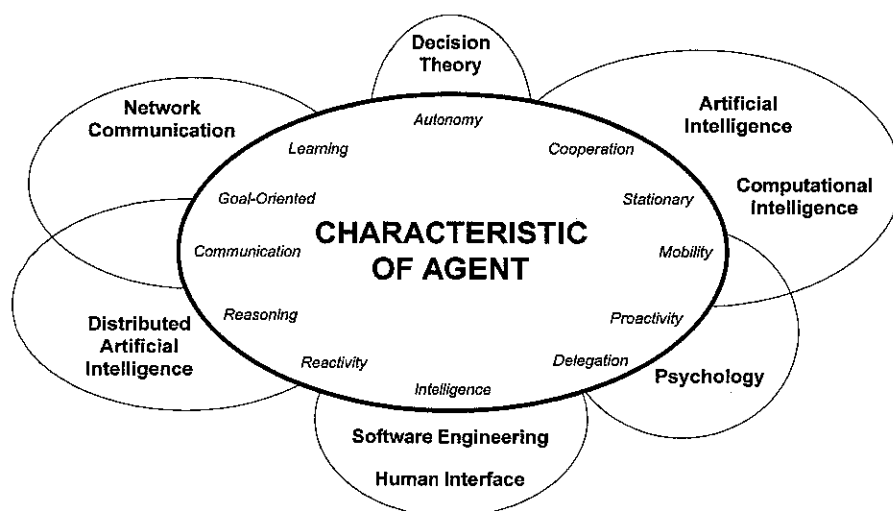 Decision
Theory
Network
Communication
Artificial
Intelligence
Computational
Intelligence
Autonomy
Learning
Cooperation
Goal-Oriented
Stationary
CHARACTERISTIC
OF AGENT
Communication
Mobility
Reasoning
Proactivity
Reactivity
Delegation
Intelligence
Distributed
Artificial
Intelligence
Psychology
Software Engineering
Human Interface